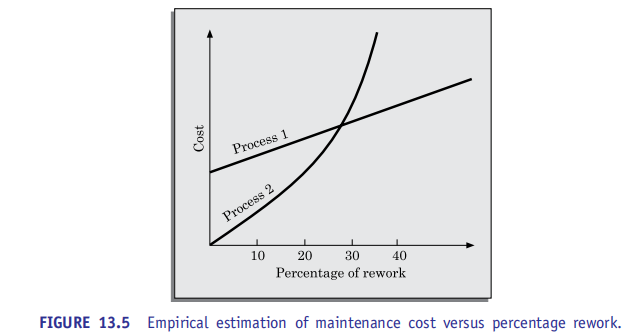 Cost
Process 1
Process 2
10 20 30 40
Percentage of rework
FIGURE 13.5 Empirical estimation of maintenance cost versus percentage rework.